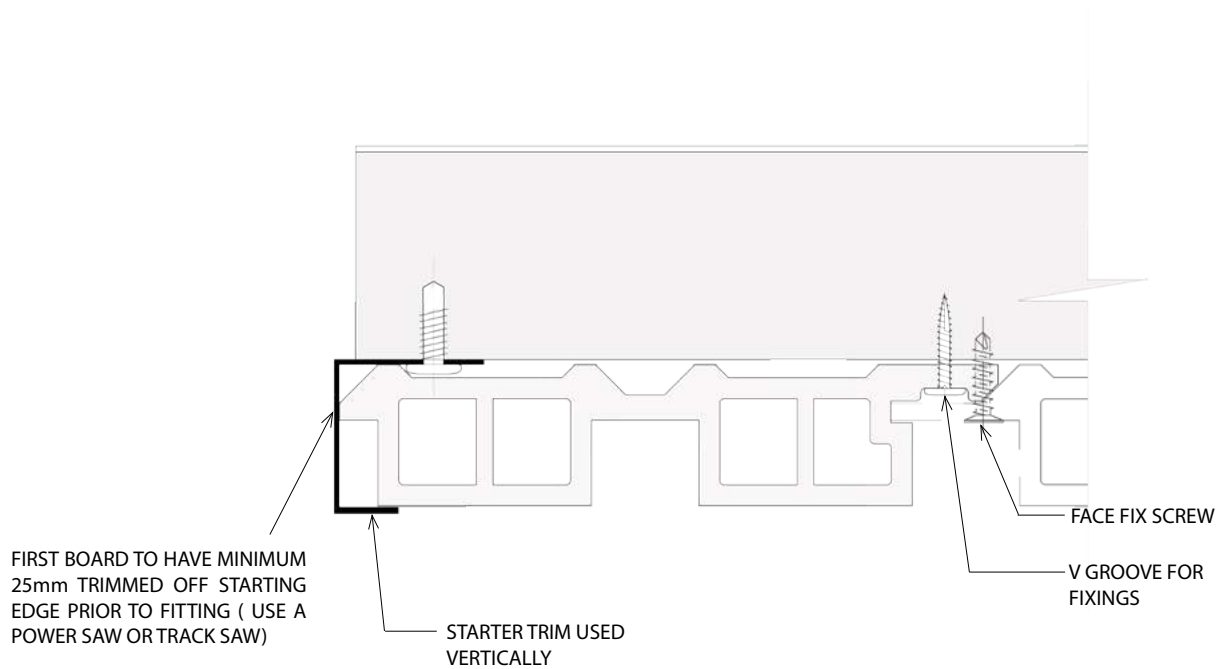 FACE FIX SCREW
FIRST BOARD TO HAVE MINIMUM
25mm TRIMMED OFF STARTING
EDGE PRIOR TO FITTING ( USE A
POWER SAW OR TRACK SAW)
V GROOVE FOR
FIXINGS
STARTER TRIM USED
VERTICALLY